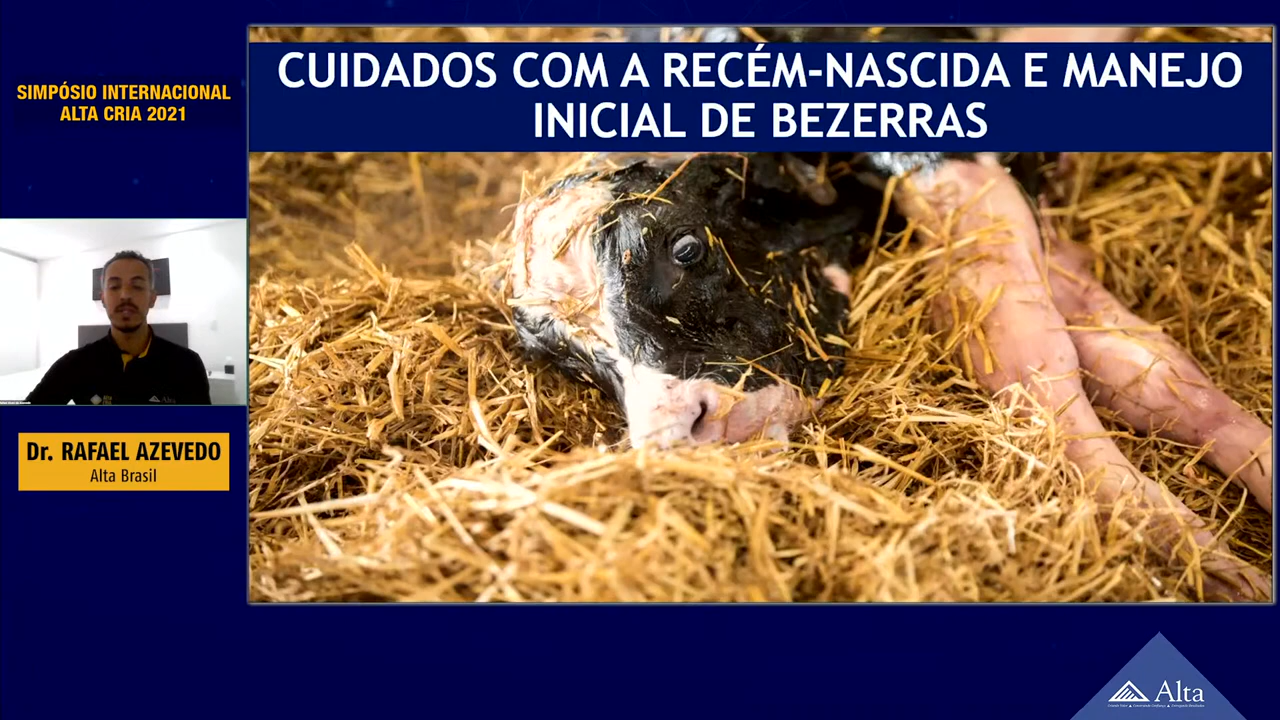 SIMPÓSIO INTERNACIONAL
ALTA CRIA 2021
CUIDADOS COM A RECÉM-NASCIDA E MANEJO
INICIAL DE BEZERRAS
Dr. RAFAEL AZEVEDO
Alta Brasil
Alta